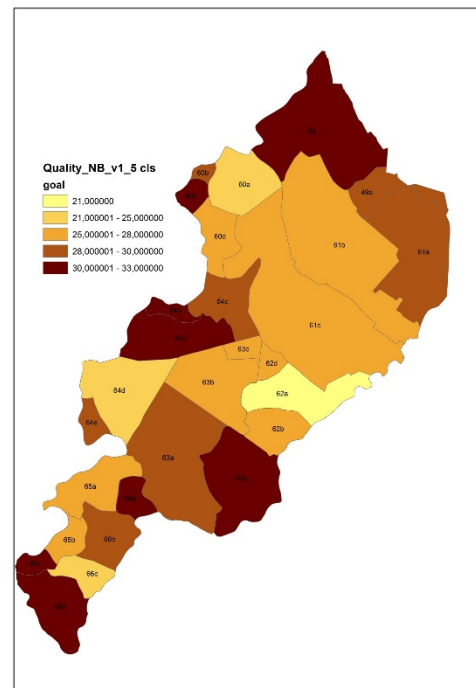 Quality_NB_v1_5 cls
goal
21,000000
21,000001 - 25,000000
25,000001 - 28,000000
28,000001 - 30,000000
30,000001 - 33,000000
49a
60a
61b
61a
60d
64c
61c
63c
62d
63b
62a
64d
62b
64e
63a
65a
65b
66b
66c